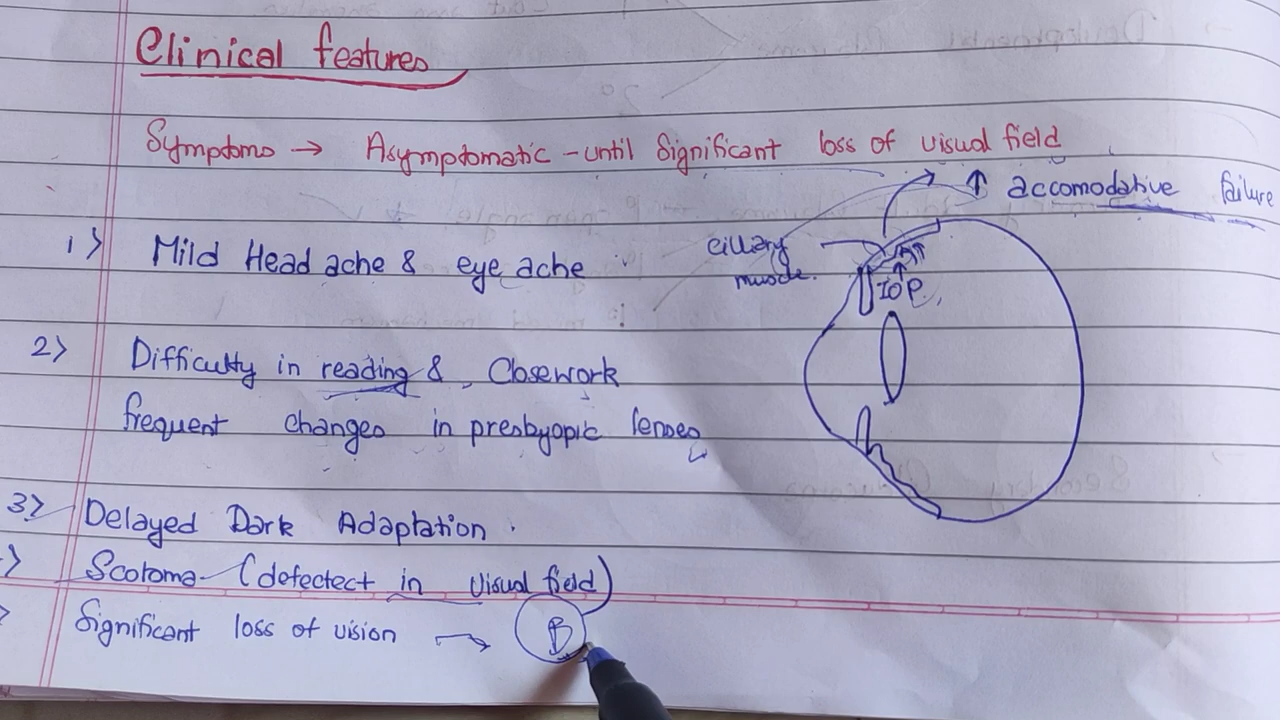 Clinical features
Symptoms → Asymptomatic - until Significant loss of visual field
↑ accomodative failure
1> Mild Head ache & eye ache
cillary
muscle.
IOP
2> Difficulty in reading & Closework
frequent changes in presbyopic lenses
3> Delayed Dark Adaptation.
> Scotoma - (defectect in visual field)
> Significant loss of vision → B